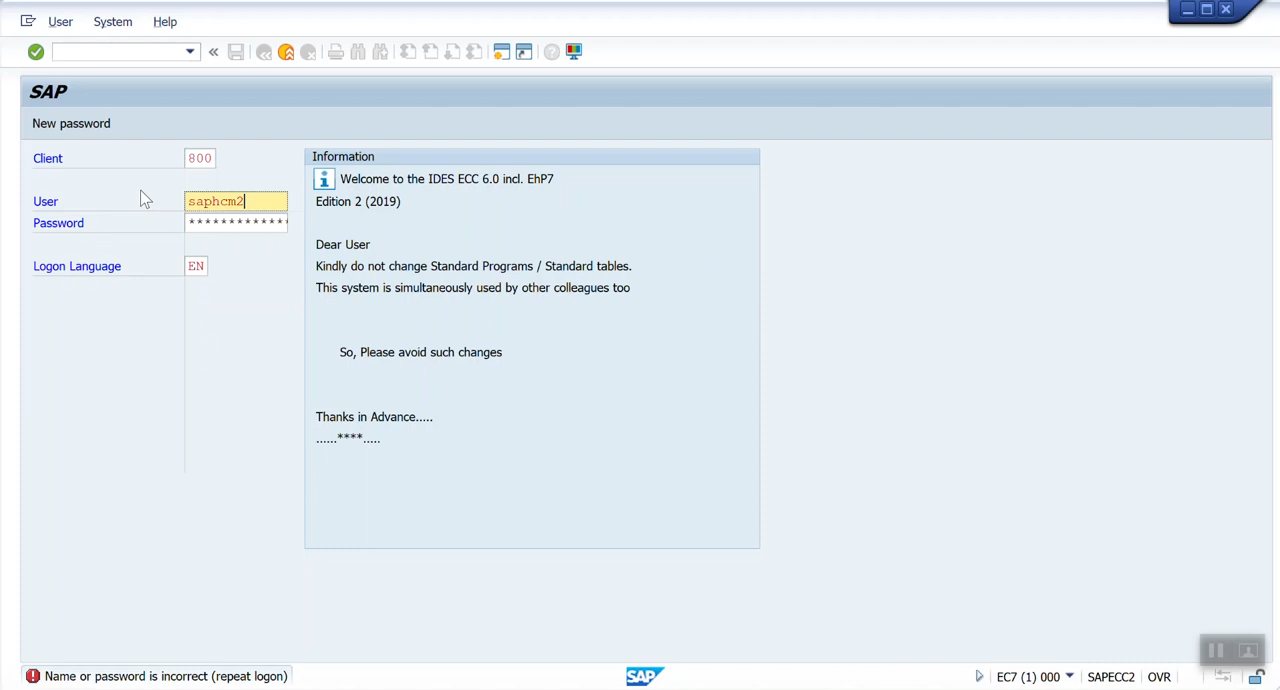 User System Help
SAP
New password
Client 800
User saphcm2
Password *************
Logon Language EN
Information
Welcome to the IDES ECC 6.0 incl. EhP7
Edition 2 (2019)
Dear User
Kindly do not change Standard Programs / Standard tables.
This system is simultaneously used by other colleagues too
So, Please avoid such changes
Thanks in Advance.....
......****.....
Name or password is incorrect (repeat logon)
SAP
EC7 (1) 000 SAPECC2 OVR